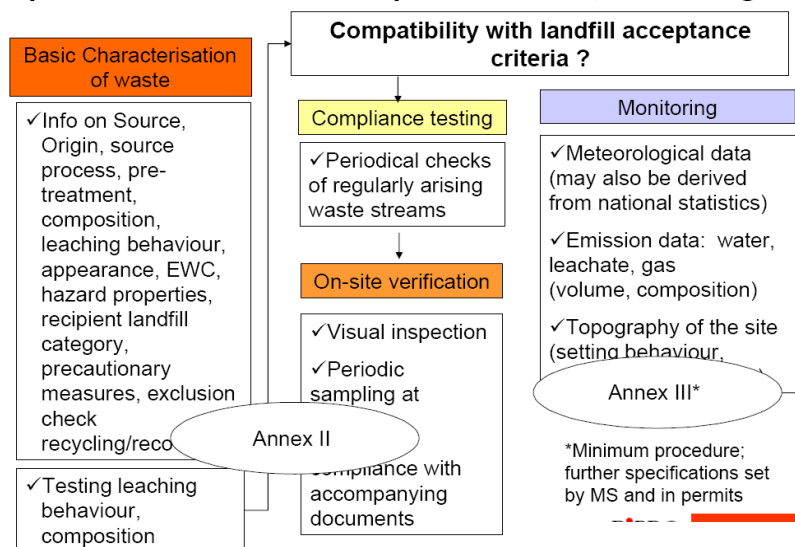 Compatibility with landfill acceptance
criteria ?
Basic Characterisation
of waste
✓Info on Source,
Origin, source
process, pre-
treatment,
composition,
leaching behaviour,
appearance, EWC,
hazard properties,
recipient landfill
category,
precautionary
measures, exclusion
check
✓Testing leaching
behaviour,
composition
Compliance testing
✓Periodical checks
of regularly arising
waste streams
On-site verification
✓Visual inspection
✓Periodic
sampling at
compliance with
accompanying
documents
Annex II
Monitoring
✓Meteorological data
(may also be derived
from national statistics)
✓Emission data: water,
leachate, gas
(volume, composition)
✓Topography of the site
(setting behaviour,
Annex III*
*Minimum procedure;
further specifications set
by MS and in permits